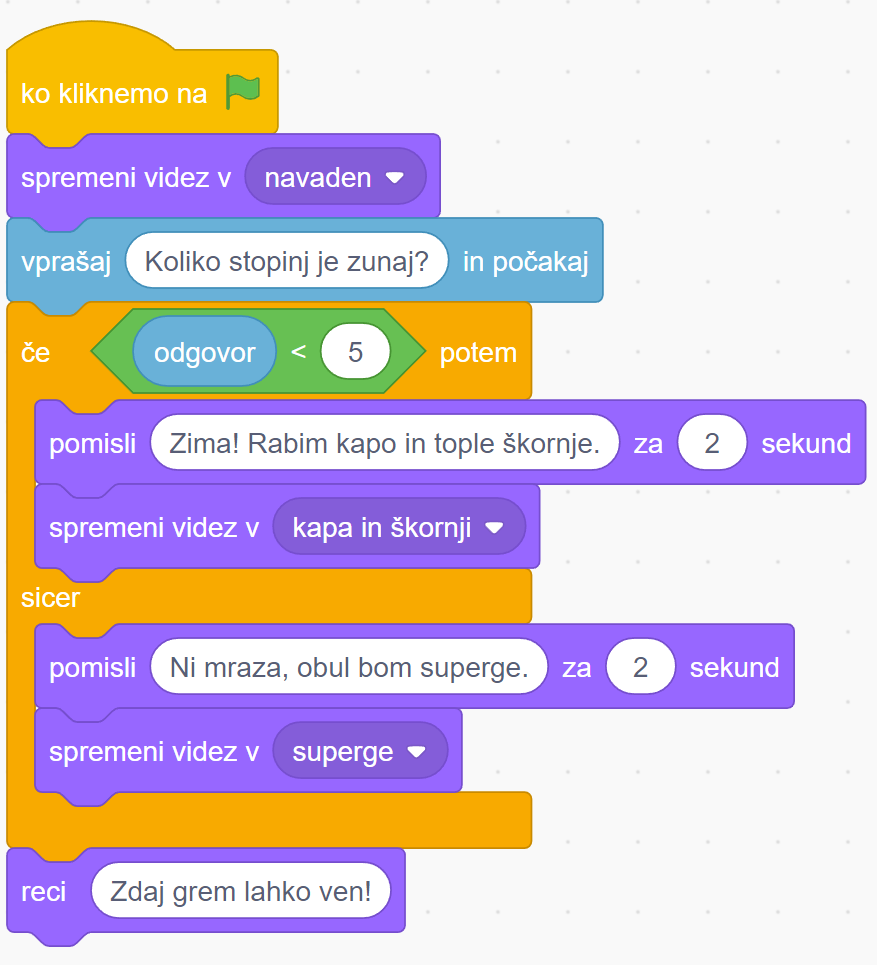 ko kliknemo na
spremeni videz v navaden
vprašaj Koliko stopinj je zunaj? in počakaj
če odgovor < 5 potem
pomisli Zima! Rabim kapo in tople škornje. za 2 sekund
spremeni videz v kapa in škornji
sicer
pomisli Ni mraza, obul bom superge. za 2 sekund
spremeni videz v superge
reci Zdaj grem lahko ven!